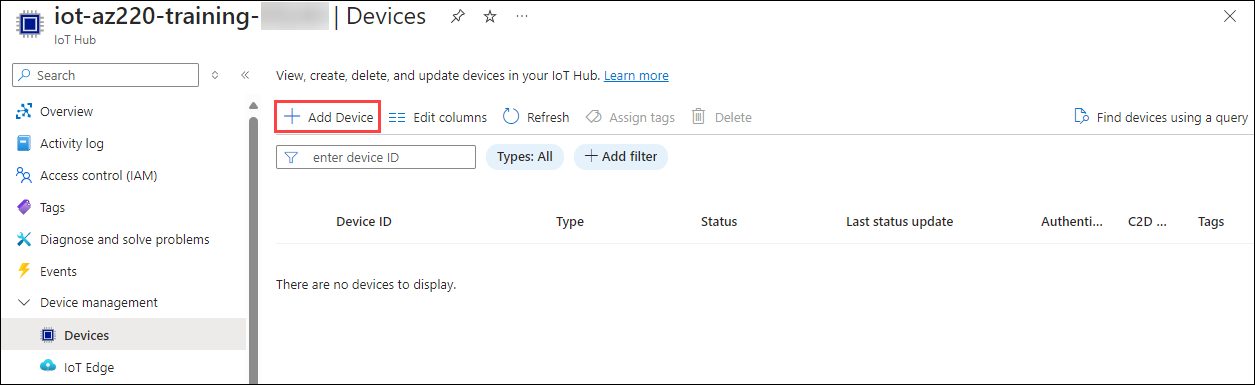 iot-az220-training- | Devices
IoT Hub
Search
View, create, delete, and update devices in your IoT Hub. Learn more
Add Device Edit columns Refresh Assign tags Delete Find devices using a query
enter device ID Types: All Add filter
Device ID Type Status Last status update Authenti... C2D ... Tags
There are no devices to display.
Overview
Activity log
Access control (IAM)
Tags
Diagnose and solve problems
Events
Device management
Devices
IoT Edge